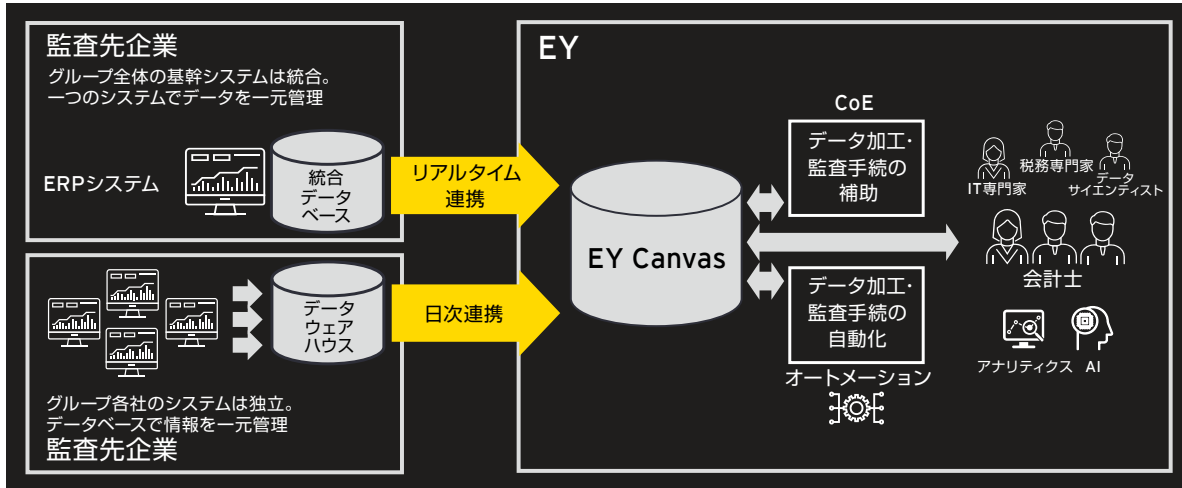 監査先企業
グループ全体の基幹システムは統合。
一つのシステムでデータを一元管理
ERPシステム
統合
データ
ベース
リアルタイム
連携
データ
ウェア
ハウス
日次連携
グループ各社のシステムは独立。
データベースで情報を一元管理
監査先企業
EY
EY Canvas
CoE
データ加工・
監査手続の
補助
データ加工・
監査手続の
自動化
オートメーション
IT専門家
税務専門家
データ
サイエンティスト
会計士
アナリティクス
AI